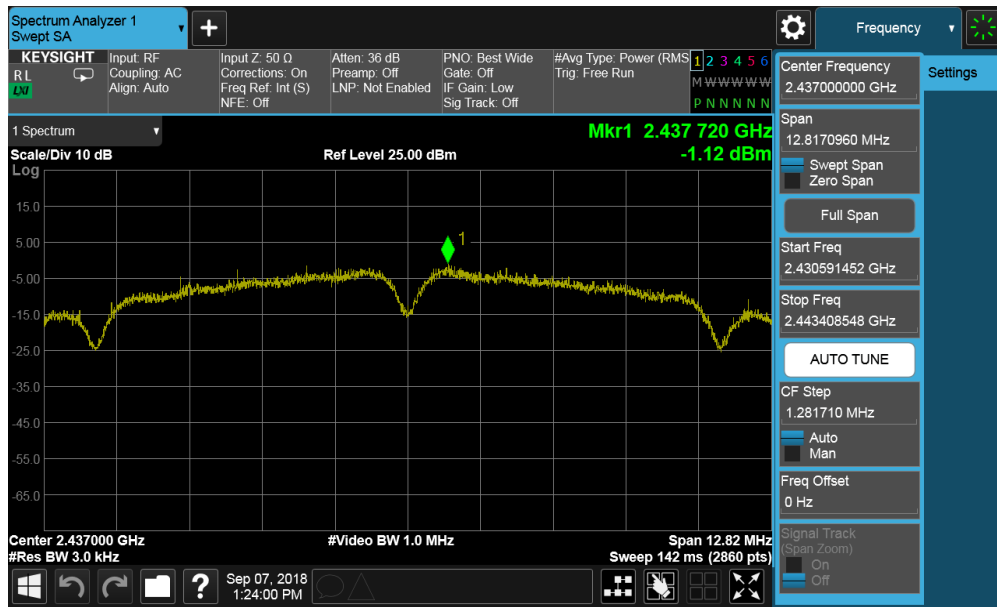 Spectrum Analyzer 1
Swept SA
+
Frequency
KEYSIGHT
R L
LXI
Input: RF
Coupling: AC
Align: Auto
Input Z: 50 Ω
Corrections: On
Freq Ref: Int (S)
NFE: Off
Atten: 36 dB
Preamp: Off
LNP: Not Enabled
PNO: Best Wide
Gate: Off
IF Gain: Low
Sig Track: Off
#Avg Type: Power (RMS
Trig: Free Run
1 2 3 4 5 6
M W W W W W
P N N N N N
1 Spectrum
Scale/Div 10 dB
Ref Level 25.00 dBm
Mkr1 2.437 720 GHz
-1.12 dBm
Log
15.0
5.00
-5.00
-15.0
-25.0
-35.0
-45.0
-55.0
-65.0
1
Center 2.437000 GHz
#Video BW 1.0 MHz
Span 12.82 MHz
#Res BW 3.0 kHz
Sweep 142 ms (2860 pts)
Center Frequency
2.437000000 GHz
Settings
Span
12.8170960 MHz
Swept Span
Zero Span
Full Span
Start Freq
2.430591452 GHz
Stop Freq
2.443408548 GHz
AUTO TUNE
CF Step
1.281710 MHz
Auto
Man
Freq Offset
0 Hz
Signal Track
(Span Zoom)
On
Off
?
Sep 07, 2018
1:24:00 PM